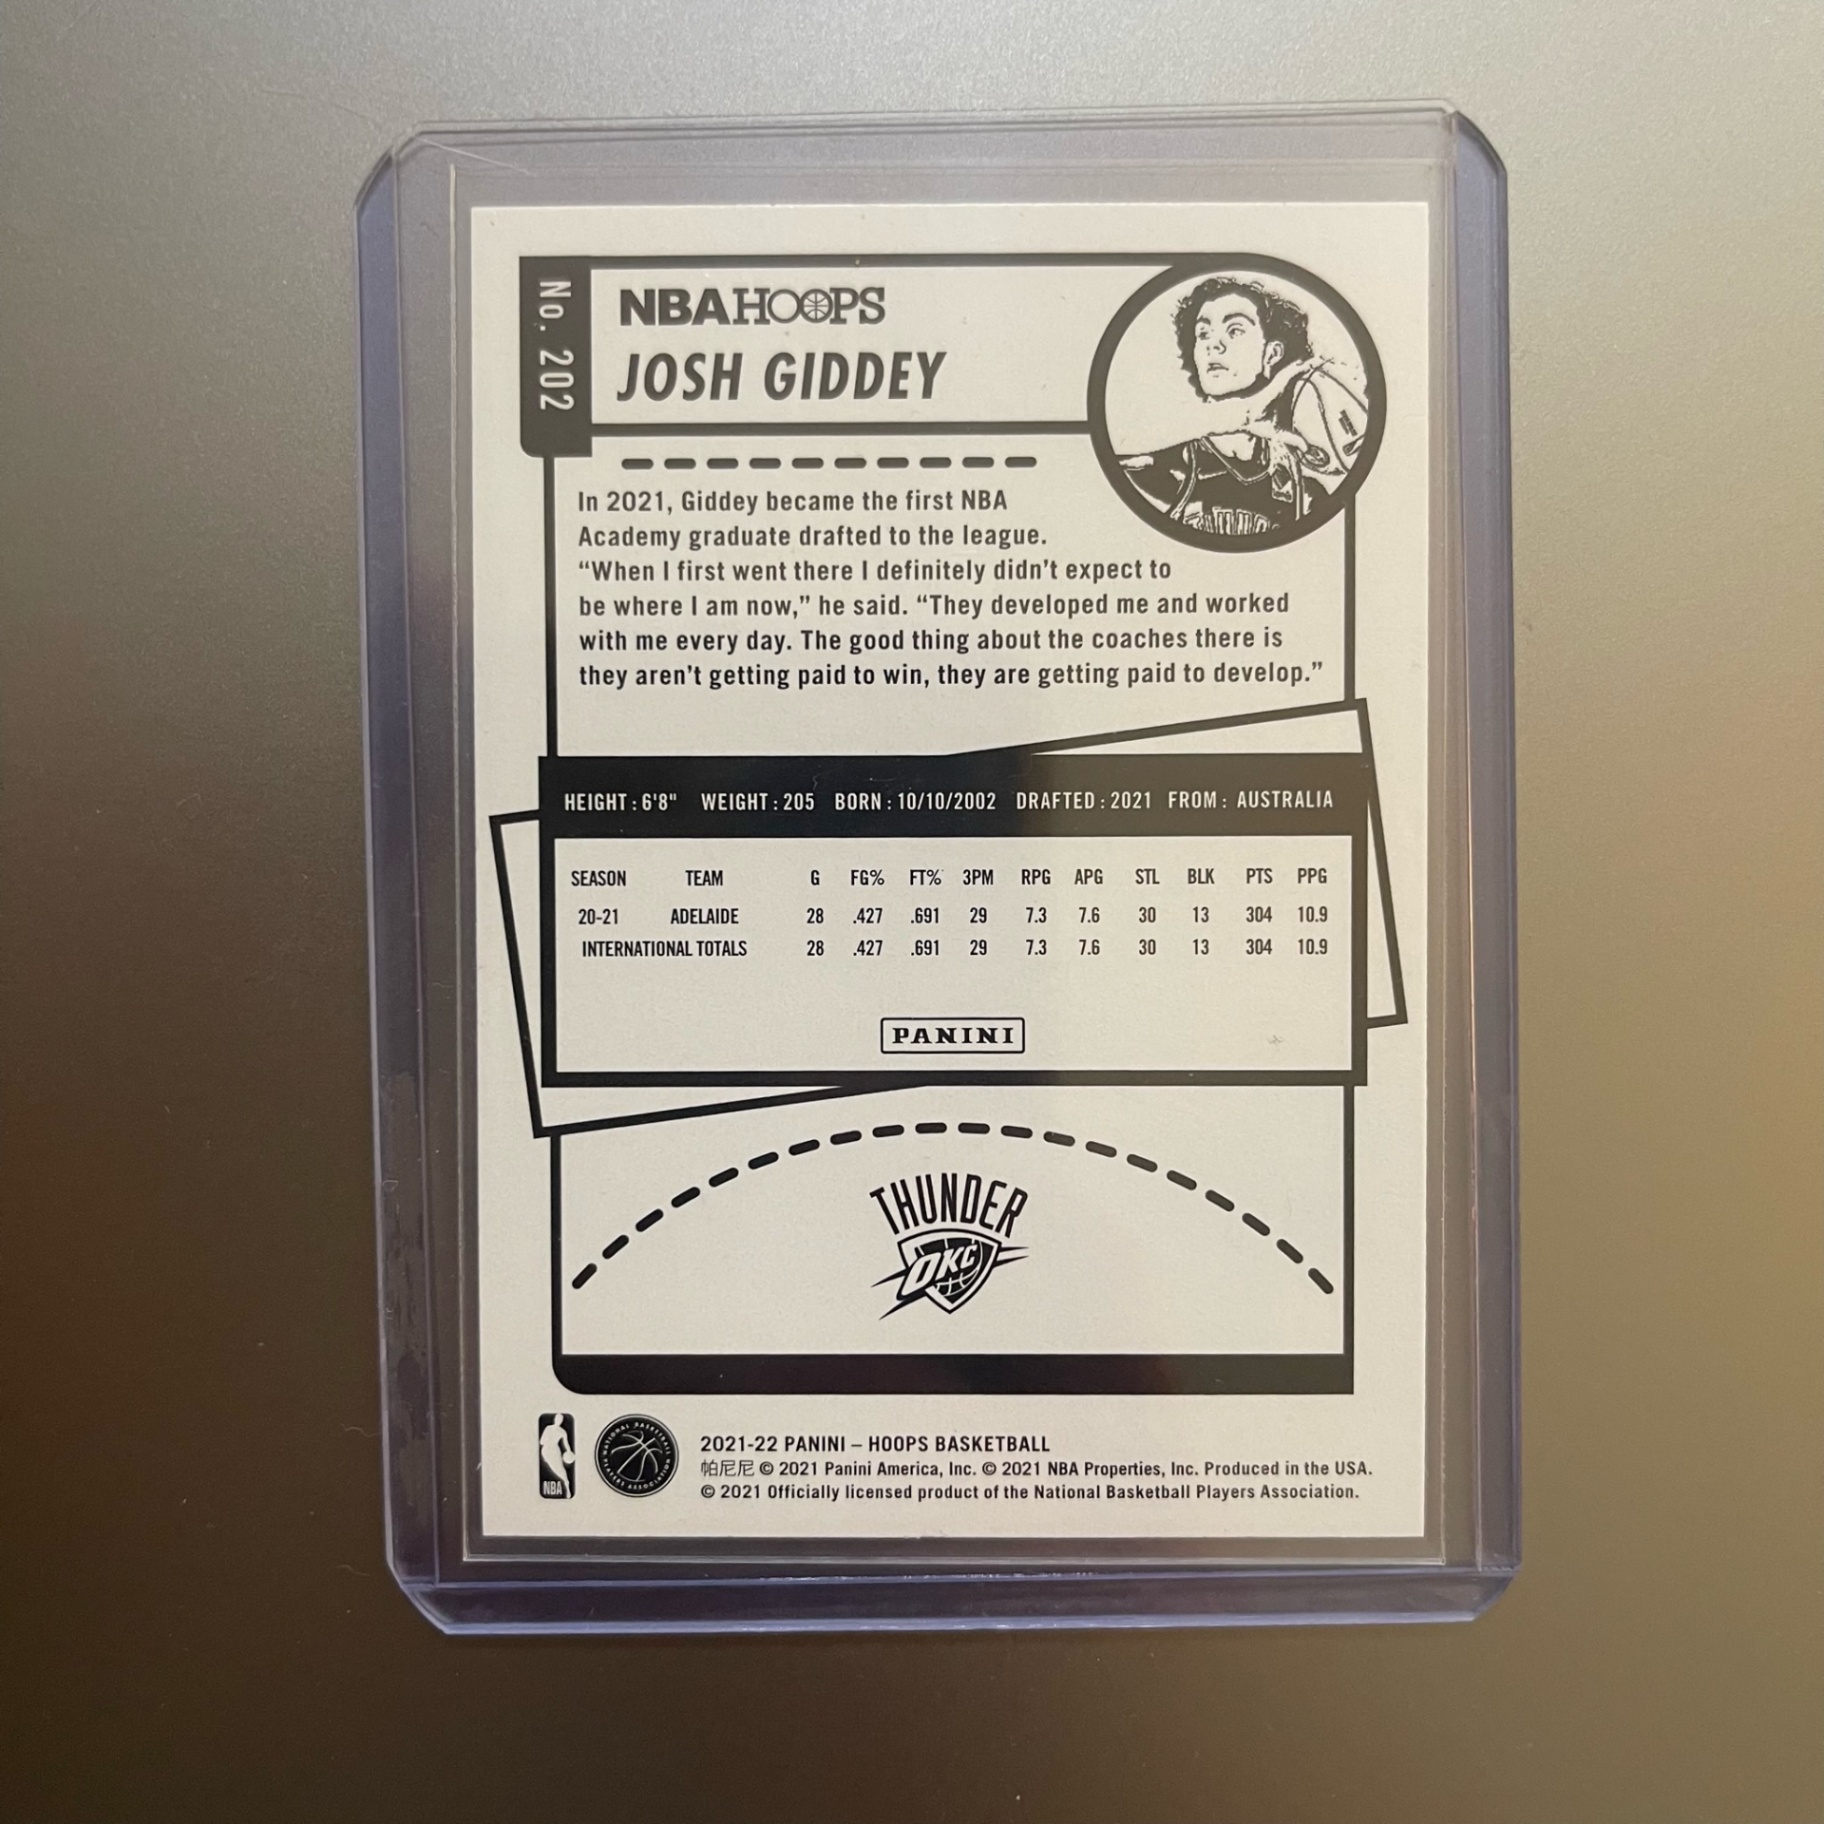 No. 202
NBA HOOPS
JOSH GIDDEY
In 2021, Giddey became the first NBA
Academy graduate drafted to the league.
“When I first went there I definitely didn’t expect to
be where I am now,” he said. “They developed me and worked
with me every day. The good thing about the coaches there is
they aren’t getting paid to win, they are getting paid to develop.”
HEIGHT : 6'8" WEIGHT : 205 BORN : 10/10/2002 DRAFTED : 2021 FROM : AUSTRALIA
SEASON TEAM G FG% FT% 3PM RPG APG STL BLK PTS PPG
20-21 ADELAIDE 28 .427 .691 29 7.3 7.6 30 13 304 10.9
INTERNATIONAL TOTALS 28 .427 .691 29 7.3 7.6 30 13 304 10.9
PANINI
THUNDER
OKC
NBA
NATIONAL BASKETBALL PLAYERS ASSOCIATION
2021-22 PANINI – HOOPS BASKETBALL
帕尼尼 © 2021 Panini America, Inc. © 2021 NBA Properties, Inc. Produced in the USA.
© 2021 Officially licensed product of the National Basketball Players Association.